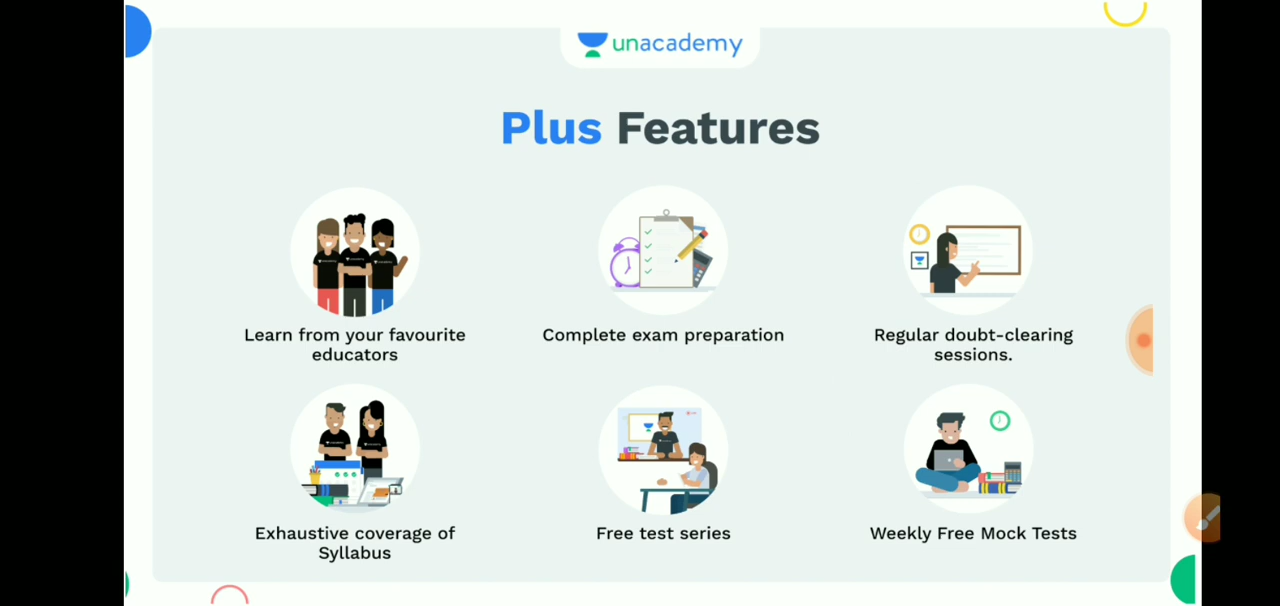 unacademy
Plus Features
Learn from your favourite
educators
Complete exam preparation
Regular doubt-clearing
sessions.
Exhaustive coverage of
Syllabus
Free test series
Weekly Free Mock Tests